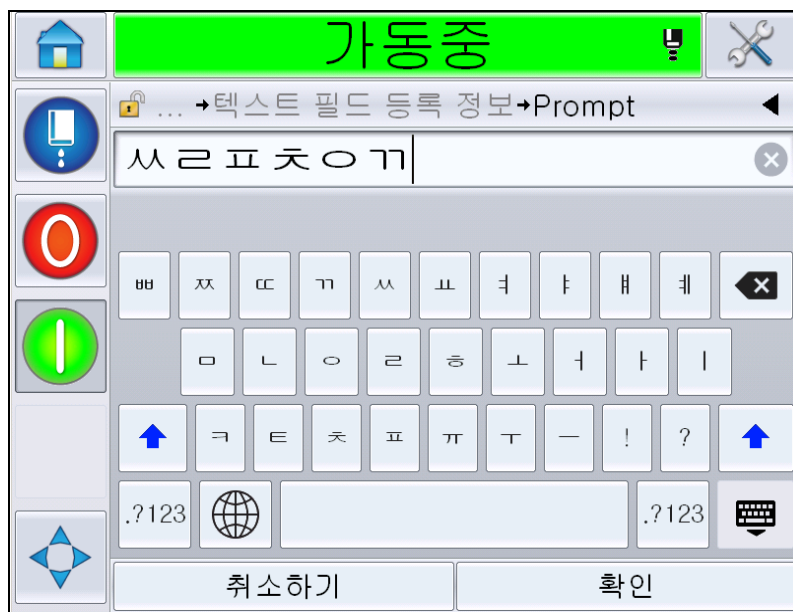 가동중
... →텍스트 필드 등록 정보→Prompt
ㅆㄹㅍㅊㅇㄲ
ㅃ ㅉ ㄸ ㄲ ㅆ ㅛ ㅕ ㅑ ㅒ ㅖ
ㅁ ㄴ ㅇ ㄹ ㅎ ㅗ ㅓ ㅏ ㅣ
ㅋ ㅌ ㅊ ㅍ ㅠ ㅜ ㅡ ! ?
.?123 .?123
취소하기 확인